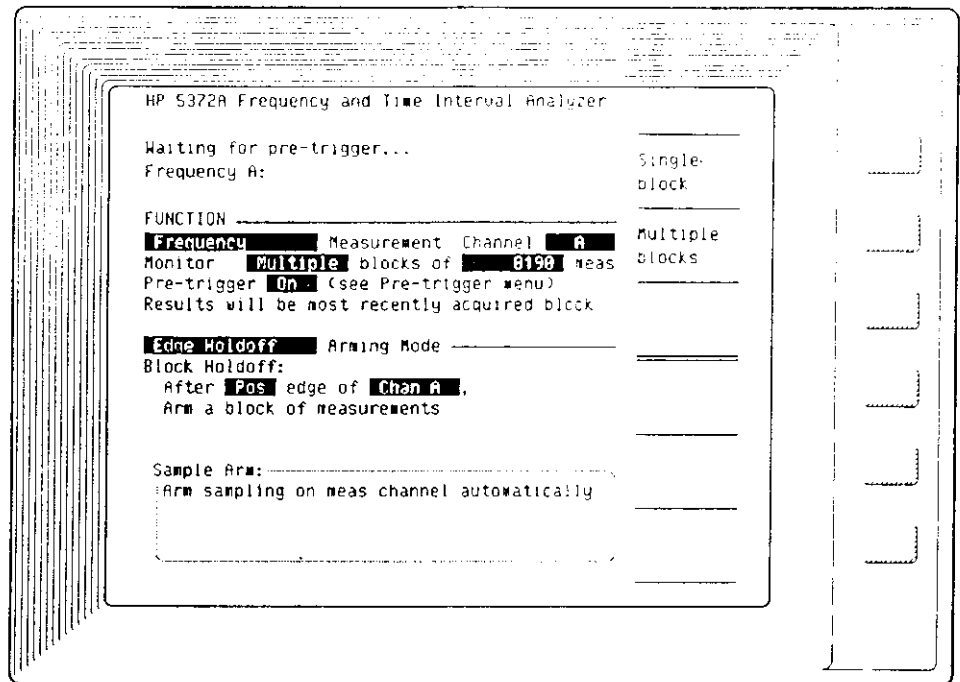 HP 5372A Frequency and Time Interval Analyzer
Waiting for pre-trigger...
Frequency A:
FUNCTION
Frequency Measurement Channel A
Monitor Multiple blocks of 8190 meas
Pre-trigger On (see Pre-trigger menu)
Results will be most recently acquired block
Edge Holdoff Arming Mode
Block Holdoff:
After Pos edge of Chan A,
Arm a block of measurements
Sample Arm:
Arm sampling on meas channel automatically
Single-
block
Multiple
blocks